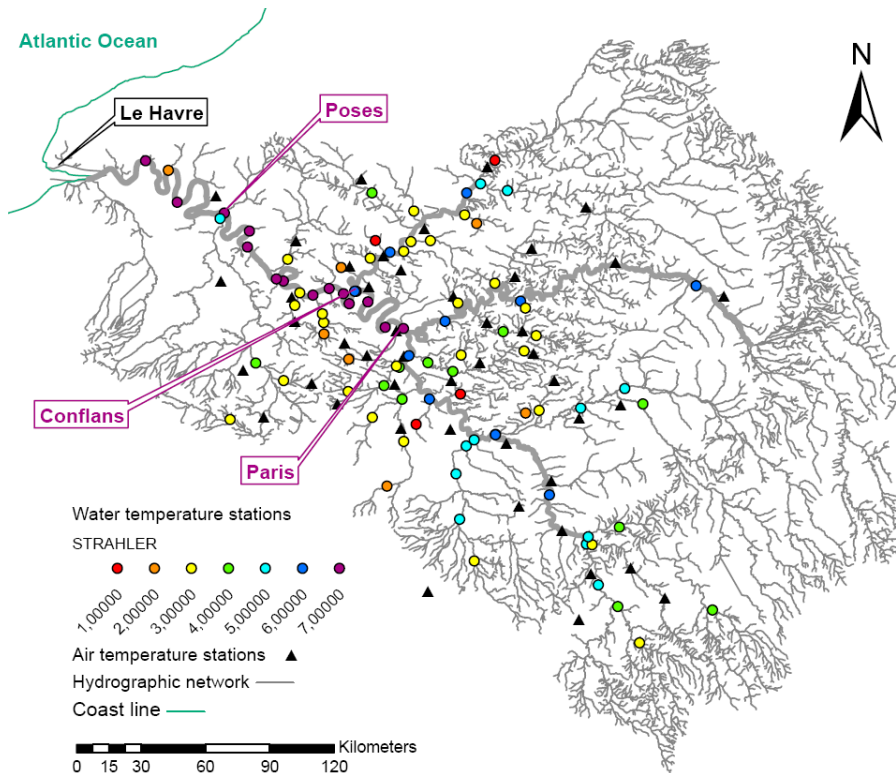 Atlantic Ocean
N
Le Havre
Poses
Conflans
Paris
Water temperature stations
STRAHLER
1,00000
2,00000
3,00000
4,00000
5,00000
6,00000
7,00000
Air temperature stations
Hydrographic network
Coast line
Kilometers
0 15 30 60 90 120